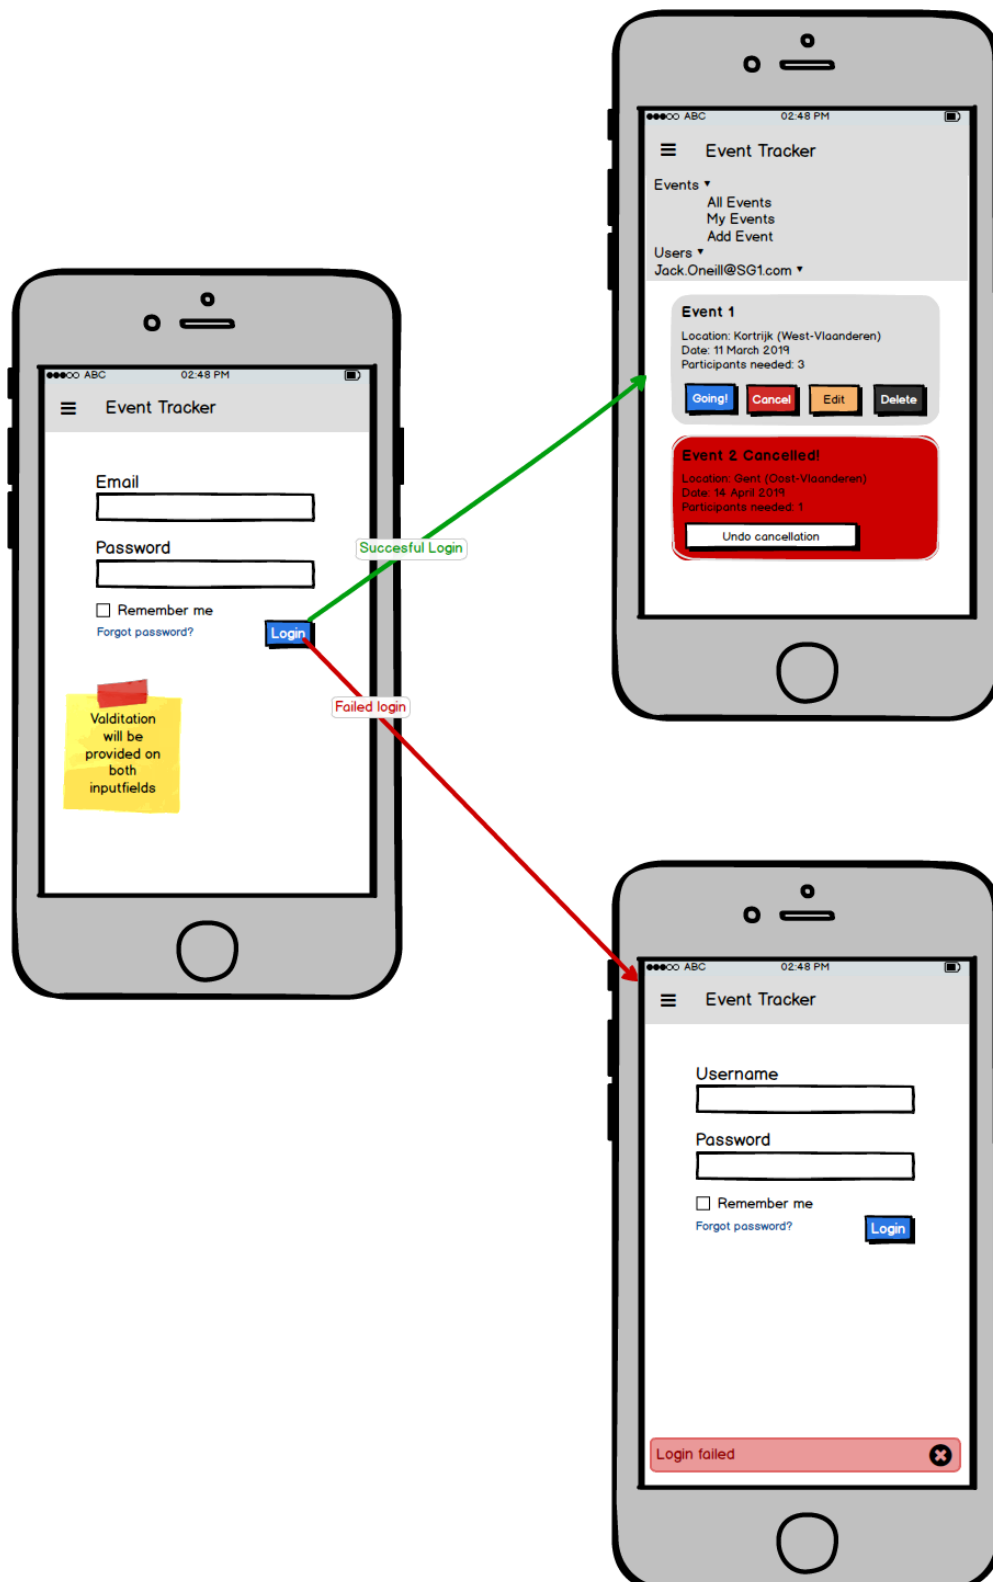 ABC 02:48 PM
Event Tracker
Events ▾
All Events
My Events
Add Event
Users ▾
Jack.Oneill@SG1.com ▾
Event 1
Location: Kortrijk (West-Vlaanderen)
Date: 11 March 2019
Participants needed: 3
Going! Cancel Edit Delete
Event 2 Cancelled!
Location: Gent (Oost-Vlaanderen)
Date: 14 April 2019
Participants needed: 1
Undo cancellation
ABC 02:48 PM
Event Tracker
Email
Password
Remember me
Forgot password?
Login
Succesful Login
Failed login
Valditation
will be
provided on
both
inputfields
ABC 02:48 PM
Event Tracker
Username
Password
Remember me
Forgot password?
Login
Login failed